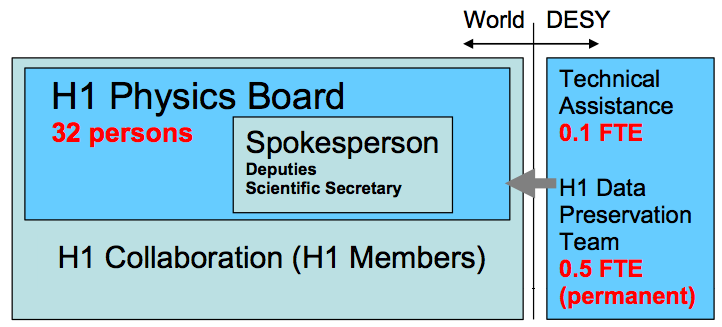 World DESY
H1 Physics Board
32 persons
Spokesperson
Deputies
Scientific Secretary
H1 Collaboration (H1 Members)
Technical
Assistance
0.1 FTE
H1 Data
Preservation
Team
0.5 FTE
(permanent)